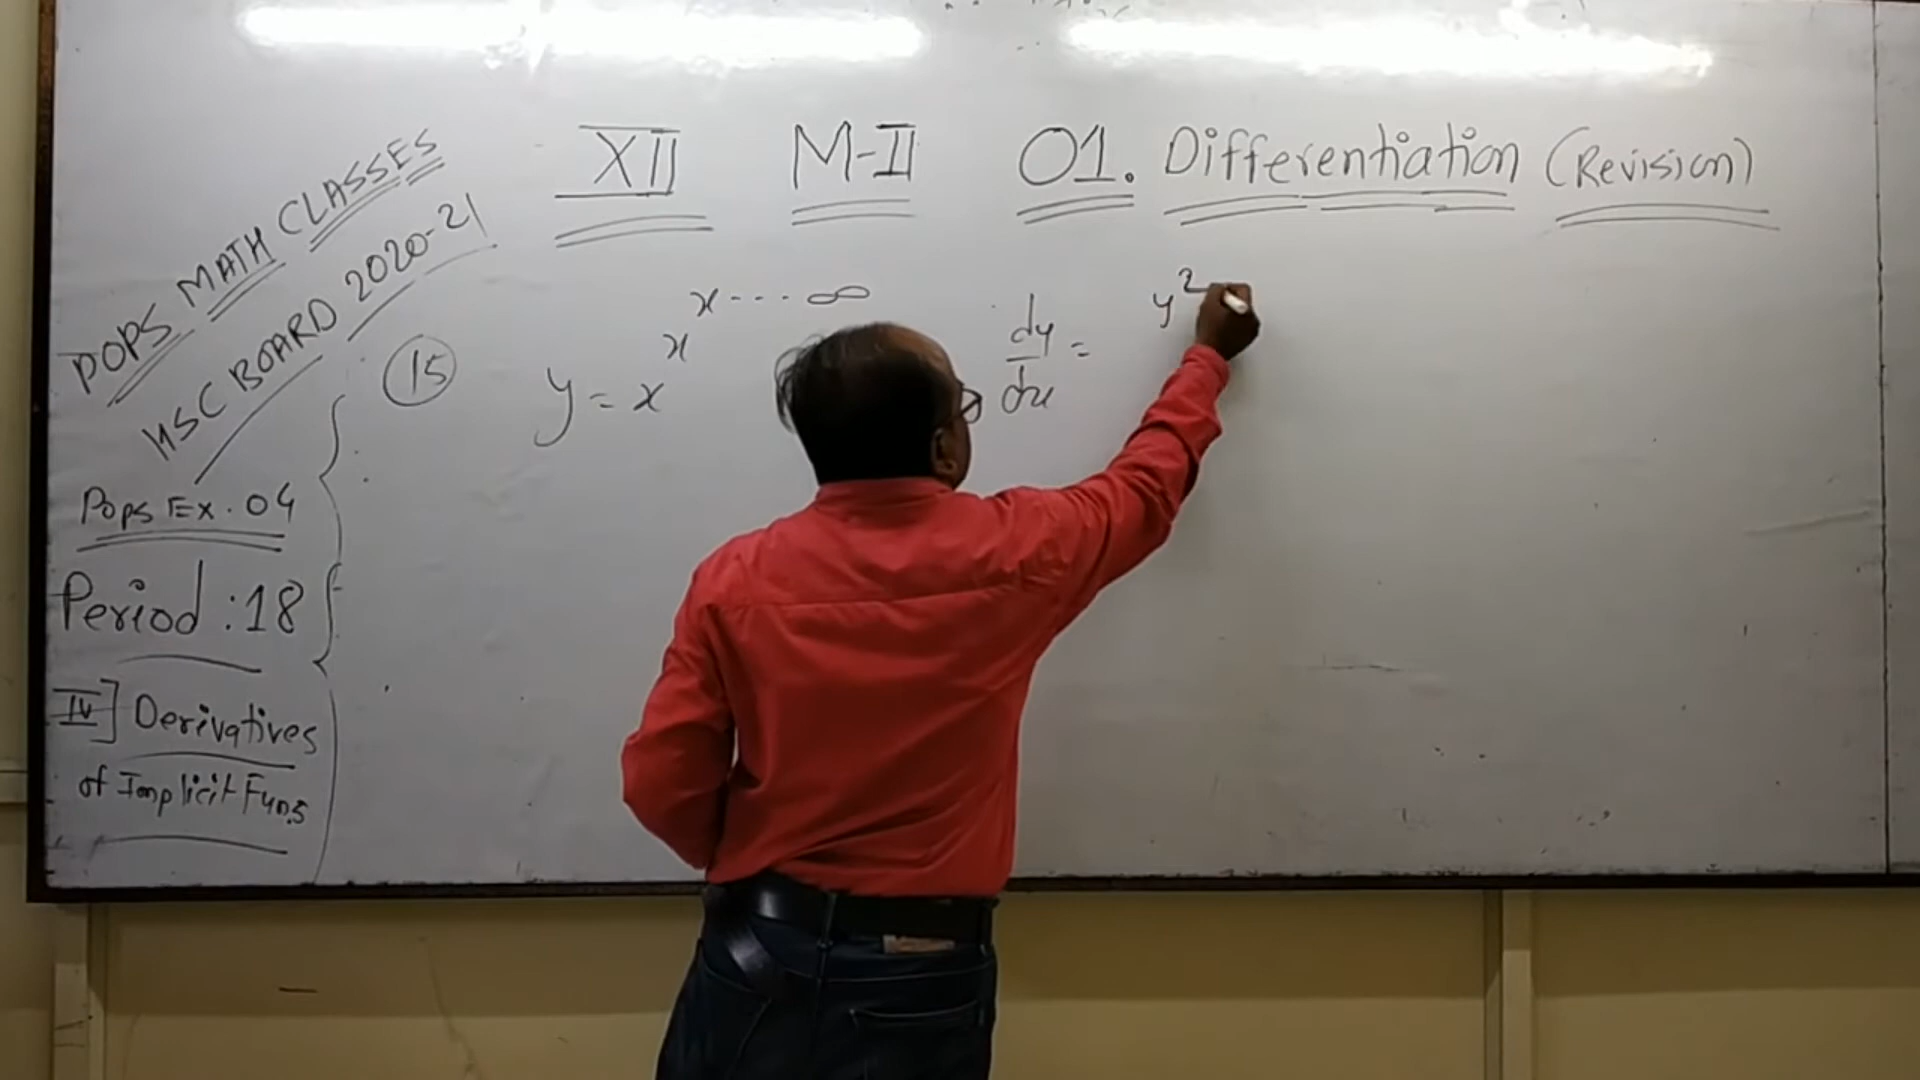 XII M-II 01. Differentiation (Revision)
POPS MATH CLASSES
HSC BOARD 2020-21
Pops Ex. 04
Period : 18
IV] Derivatives
of Implicit Funs
15 y = x^x^x---∞ dy/dx = y^2